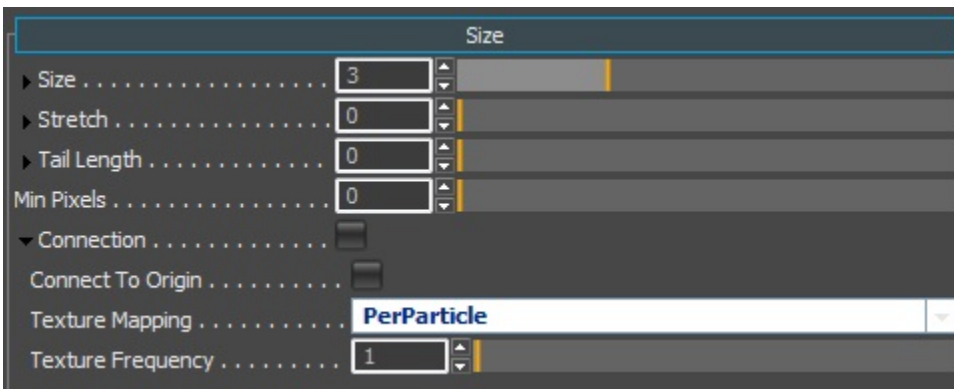 Size
Size . . . . . . . . . . . . . . . . . . 3
Stretch . . . . . . . . . . . . . . . . 0
Tail Length . . . . . . . . . . . . . 0
Min Pixels . . . . . . . . . . . . . . . . 0
Connection . . . . . . . . . . . . .
Connect To Origin . . . . . . . . . .
Texture Mapping . . . . . . . . . . . PerParticle
Texture Frequency . . . . . . . . . 1